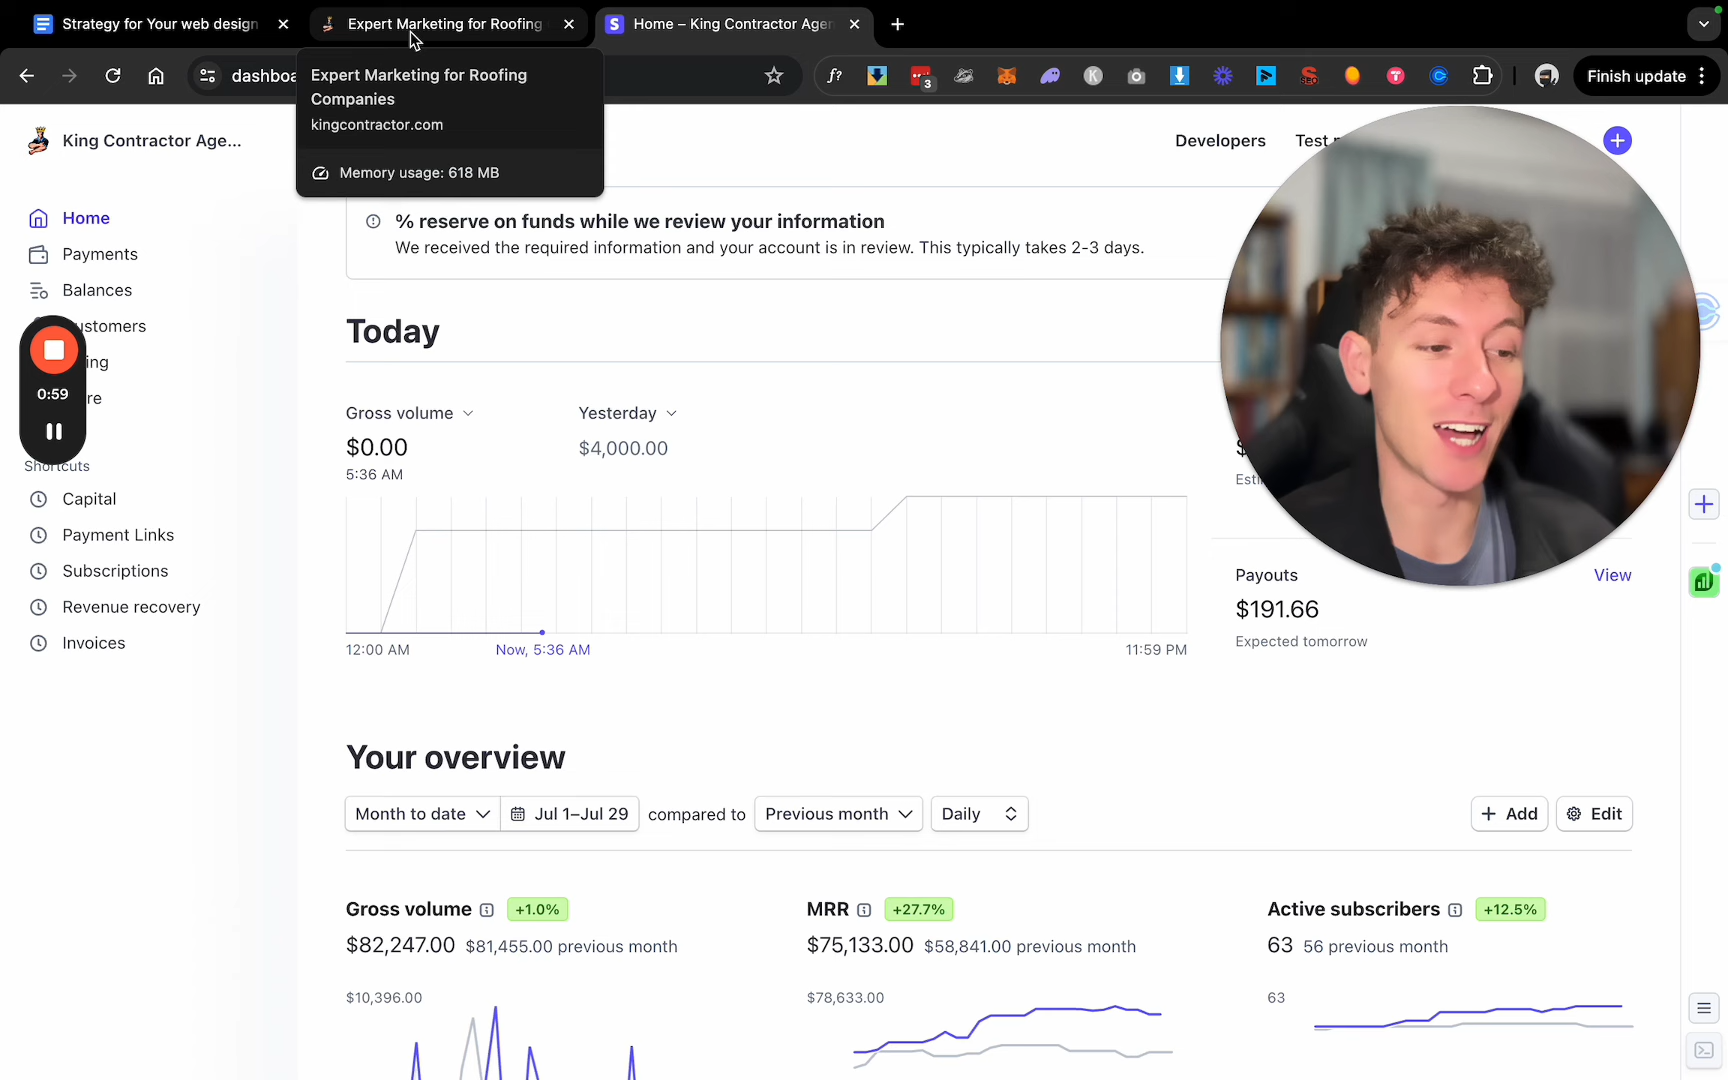 Strategy for Your web design
Expert Marketing for Roofing
Home – King Contractor Agen
dashboa
Finish update
Expert Marketing for Roofing
Companies
kingcontractor.com
Memory usage: 618 MB
King Contractor Age...
Developers
Test
Home
Payments
Balances
ustomers
ing
re
0:59
Shortcuts
Capital
Payment Links
Subscriptions
Revenue recovery
Invoices
% reserve on funds while we review your information
We received the required information and your account is in review. This typically takes 2-3 days.
Today
Gross volume
Yesterday
$0.00
$4,000.00
5:36 AM
12:00 AM
Now, 5:36 AM
11:59 PM
Payouts
View
$191.66
Expected tomorrow
Your overview
Month to date
Jul 1–Jul 29
compared to
Previous month
Daily
Add
Edit
Gross volume
+1.0%
$82,247.00 $81,455.00 previous month
$10,396.00
MRR
+27.7%
$75,133.00 $58,841.00 previous month
$78,633.00
Active subscribers
+12.5%
63 56 previous month
63